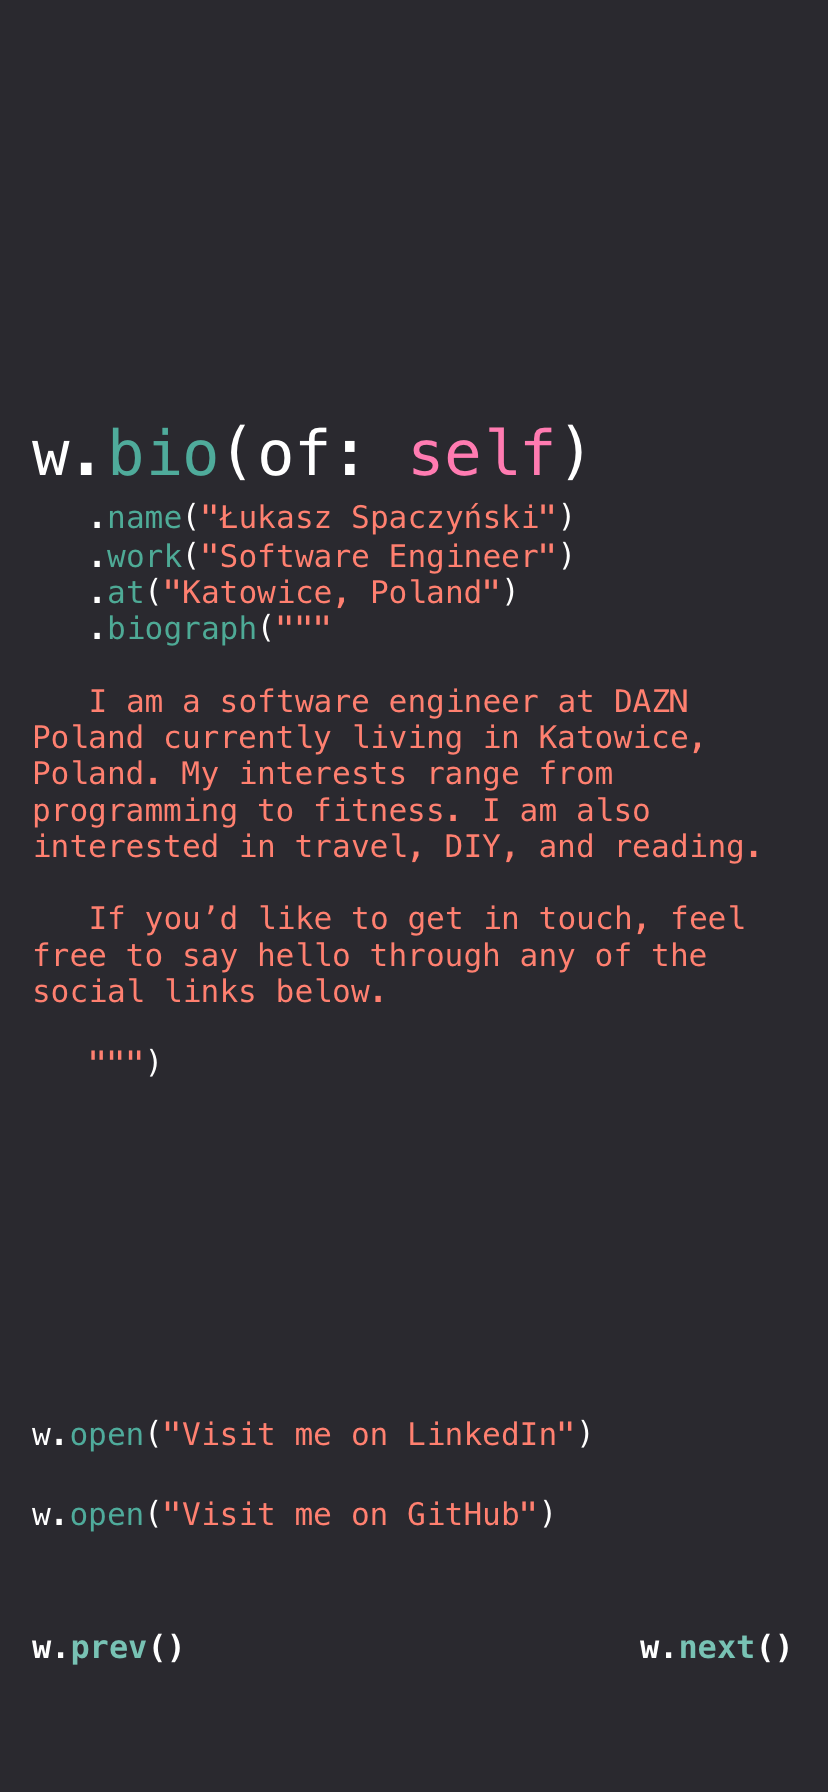 w.bio(of: self)
.name("Łukasz Spaczyński")
.work("Software Engineer")
.at("Katowice, Poland")
.biograph("""
I am a software engineer at DAZN
Poland currently living in Katowice,
Poland. My interests range from
programming to fitness. I am also
interested in travel, DIY, and reading.
If you’d like to get in touch, feel
free to say hello through any of the
social links below.
""")
w.open("Visit me on LinkedIn")
w.open("Visit me on GitHub")
w.prev() w.next()